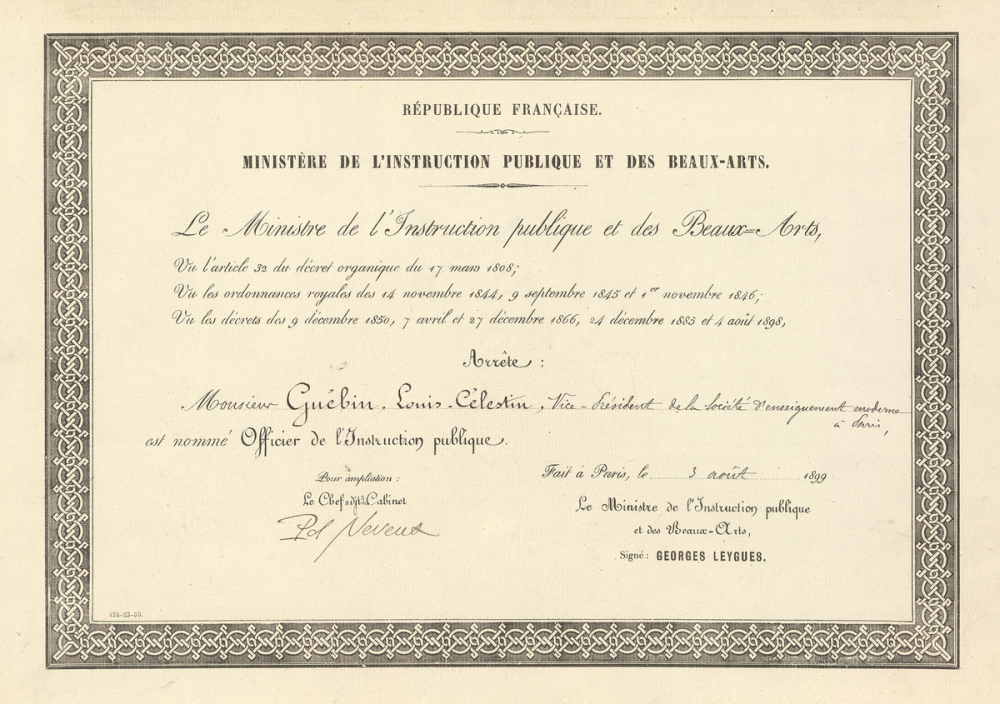 RÉPUBLIQUE FRANÇAISE.
MINISTÈRE DE L'INSTRUCTION PUBLIQUE ET DES BEAUX-ARTS.
Le Ministre de l'Instruction publique et des Beaux=Arts,
Vu l'article 32 du décret organique du 17 mars 1808;
Vu les ordonnances royales des 14 novembre 1844, 9 septembre 1845 et 1er novembre 1846;
Vu les décrets des 9 décembre 1850, 7 avril et 27 décembre 1866, 24 décembre 1885 et 4 août 1898,
Arrête :
Monsieur Guébin, Louis-Célestin, Vice-Président de la Société d'enseignement moderne
à Paris,
est nommé Officier de l'Instruction publique.
Pour ampliation :
Le Chef adjt du Cabinet
Fait à Paris, le 3 août 1899
Le Ministre de l'Instruction publique
et des Beaux-Arts,
Signé : GEORGES LEYGUES.